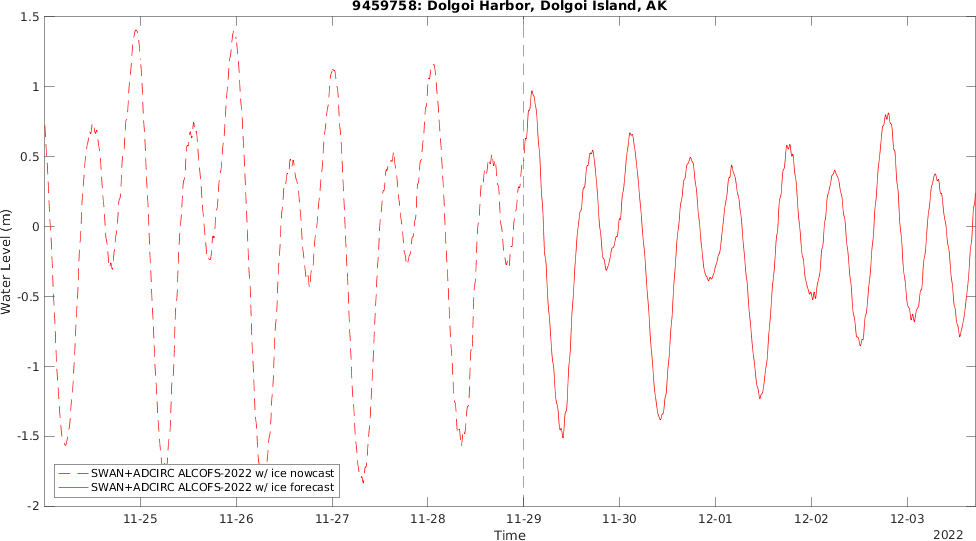 9459758: Dolgoi Harbor, Dolgoi Island, AK
1.5
1
0.5
0
-0.5
-1
-1.5
-2
Water Level (m)
SWAN+ADCIRC ALCOFS-2022 w/ ice nowcast
SWAN+ADCIRC ALCOFS-2022 w/ ice forecast
11-25 11-26 11-27 11-28 11-29 11-30 12-01 12-02 12-03
Time
2022